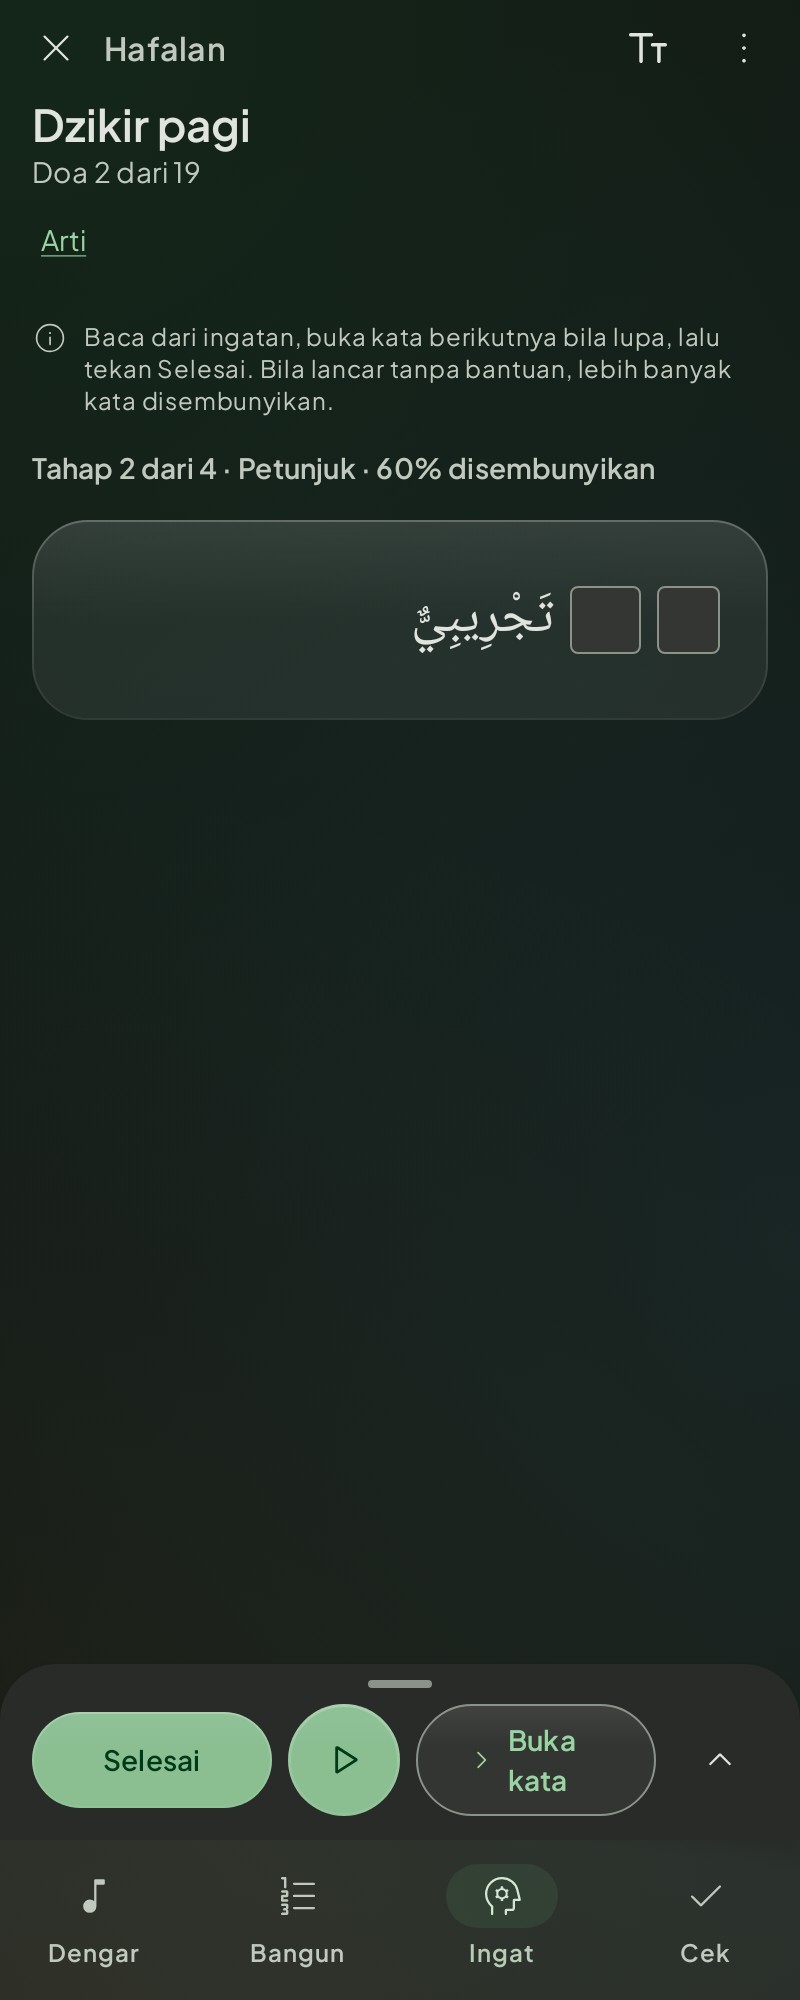 Hafalan
Dzikir pagi
Doa 2 dari 19
Arti
Baca dari ingatan, buka kata berikutnya bila lupa, lalu
tekan Selesai. Bila lancar tanpa bantuan, lebih banyak
kata disembunyikan.
Tahap 2 dari 4 · Petunjuk · 60% disembunyikan
تَجْرِيبِيٌّ
Selesai
Buka
kata
Dengar
Bangun
Ingat
Cek